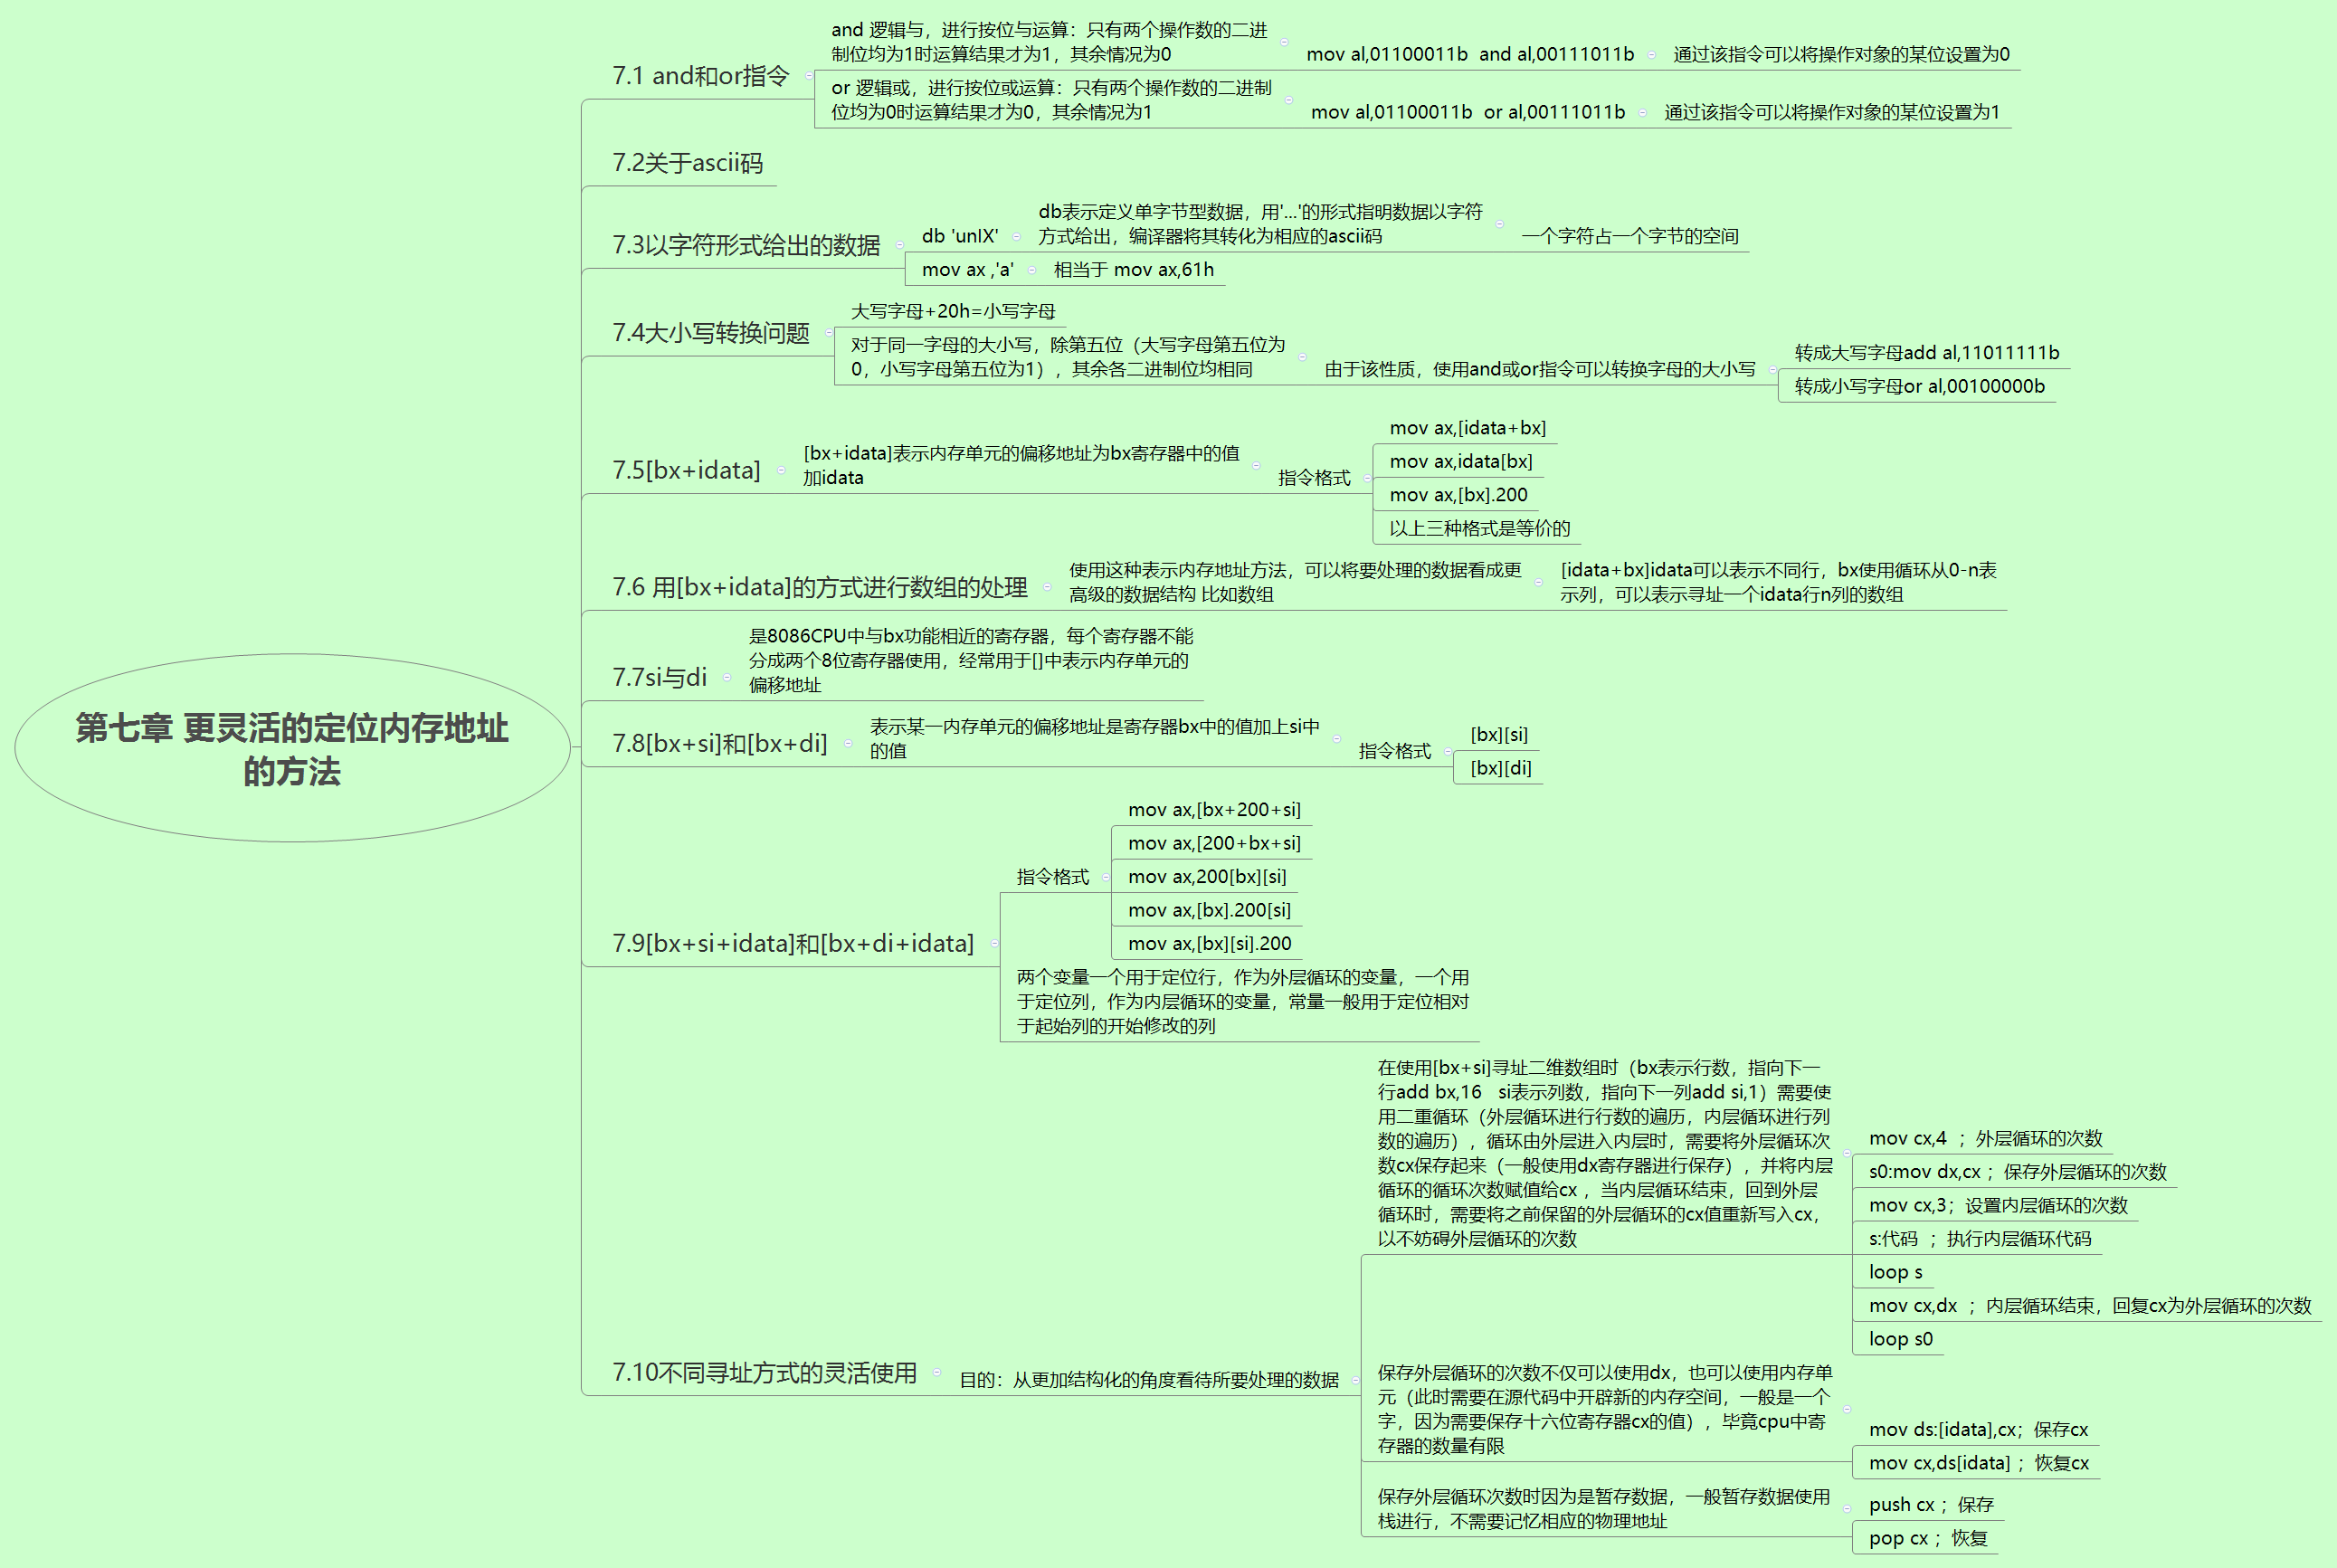 第七章 更灵活的定位内存地址
的方法
7.1 and和or指令
and 逻辑与，进行按位与运算：只有两个操作数的二进
制位均为1时运算结果才为1，其余情况为0
mov al,01100011b  and al,00111011b
通过该指令可以将操作对象的某位设置为0
or 逻辑或，进行按位或运算：只有两个操作数的二进制
位均为0时运算结果才为0，其余情况为1
mov al,01100011b  or al,00111011b
通过该指令可以将操作对象的某位设置为1
7.2关于ascii码
7.3以字符形式给出的数据
db 'unIX'
db表示定义单字节型数据，用'...'的形式指明数据以字符
方式给出，编译器将其转化为相应的ascii码
一个字符占一个字节的空间
mov ax ,'a'
相当于 mov ax,61h
7.4大小写转换问题
大写字母+20h=小写字母
对于同一字母的大小写，除第五位（大写字母第五位为
0，小写字母第五位为1），其余各二进制位均相同
由于该性质，使用and或or指令可以转换字母的大小写
转成大写字母add al,11011111b
转成小写字母or al,00100000b
7.5[bx+idata]
[bx+idata]表示内存单元的偏移地址为bx寄存器中的值
加idata
指令格式
mov ax,[idata+bx]
mov ax,idata[bx]
mov ax,[bx].200
以上三种格式是等价的
7.6 用[bx+idata]的方式进行数组的处理
使用这种表示内存地址方法，可以将要处理的数据看成更
高级的数据结构 比如数组
[idata+bx]idata可以表示不同行，bx使用循环从0-n表
示列，可以表示寻址一个idata行n列的数组
7.7si与di
是8086CPU中与bx功能相近的寄存器，每个寄存器不能
分成两个8位寄存器使用，经常用于[]中表示内存单元的
偏移地址
7.8[bx+si]和[bx+di]
表示某一内存单元的偏移地址是寄存器bx中的值加上si中
的值
指令格式
[bx][si]
[bx][di]
7.9[bx+si+idata]和[bx+di+idata]
指令格式
mov ax,[bx+200+si]
mov ax,[200+bx+si]
mov ax,200[bx][si]
mov ax,[bx].200[si]
mov ax,[bx][si].200
两个变量一个用于定位行，作为外层循环的变量，一个用
于定位列，作为内层循环的变量，常量一般用于定位相对
于起始列的开始修改的列
7.10不同寻址方式的灵活使用
目的：从更加结构化的角度看待所要处理的数据
在使用[bx+si]寻址二维数组时（bx表示行数，指向下一
行add bx,16   si表示列数，指向下一列add si,1）需要使
用二重循环（外层循环进行行数的遍历，内层循环进行列
数的遍历），循环由外层进入内层时，需要将外层循环次
数cx保存起来（一般使用dx寄存器进行保存），并将内层
循环的循环次数赋值给cx ，当内层循环结束，回到外层
循环时，需要将之前保留的外层循环的cx值重新写入cx，
以不妨碍外层循环的次数
mov cx,4  ；外层循环的次数
s0:mov dx,cx ；保存外层循环的次数
mov cx,3；设置内层循环的次数
s:代码  ；执行内层循环代码
loop s
mov cx,dx  ；内层循环结束，回复cx为外层循环的次数
loop s0
保存外层循环的次数不仅可以使用dx，也可以使用内存单
元（此时需要在源代码中开辟新的内存空间，一般是一个
字，因为需要保存十六位寄存器cx的值），毕竟cpu中寄
存器的数量有限
mov ds:[idata],cx；保存cx
mov cx,ds[idata] ；恢复cx
保存外层循环次数时因为是暂存数据，一般暂存数据使用
栈进行，不需要记忆相应的物理地址
push cx ；保存
pop cx ；恢复